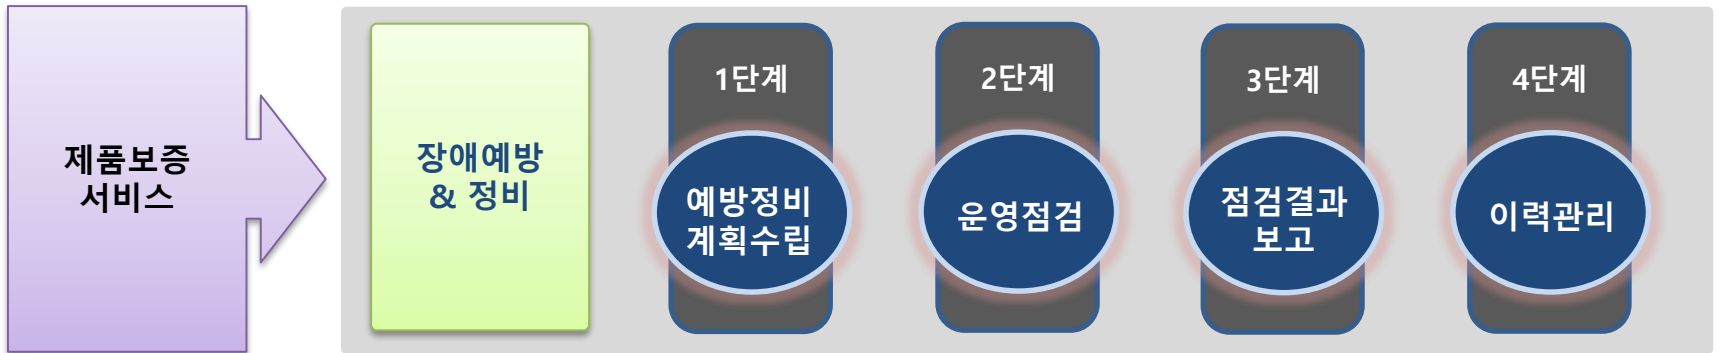 제품보증
서비스
장애예방
& 정비
1단계
예방정비
계획수립
2단계
운영점검
3단계
점검결과
보고
4단계
이력관리